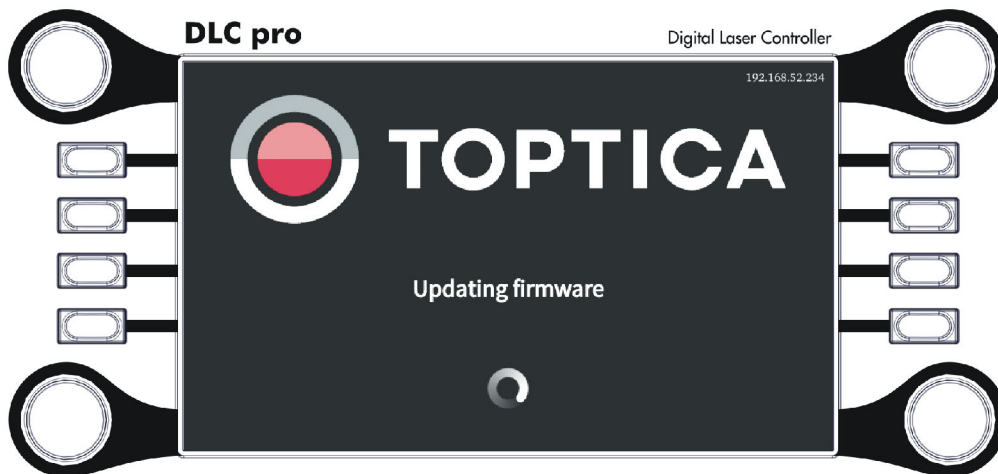 DLC pro
Digital Laser Controller
192.168.52.234
TOPTICA
Updating firmware